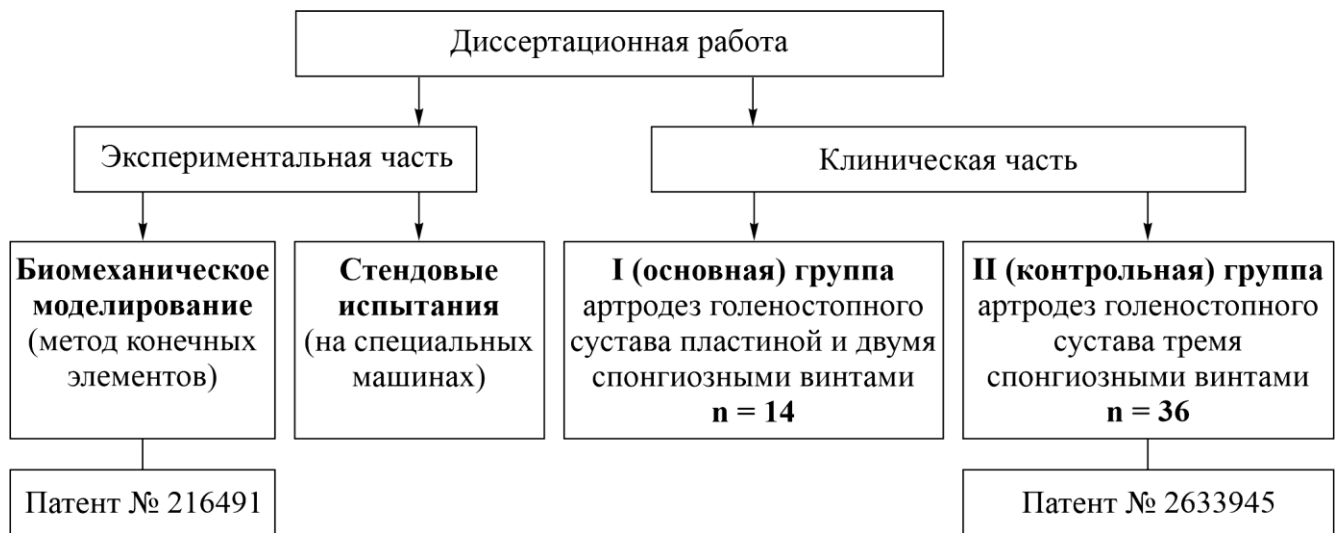 Диссертационная работа
Экспериментальная часть
Клиническая часть
Биомеханическое
моделирование
(метод конечных
элементов)
Стендовые
испытания
(на специальных
машинах)
I (основная) группа
артродез голеностопного
сустава пластиной и двумя
спонгиозными винтами
n = 14
II (контрольная) группа
артродез голеностопного
сустава тремя
спонгиозными винтами
n = 36
Патент № 216491
Патент № 2633945